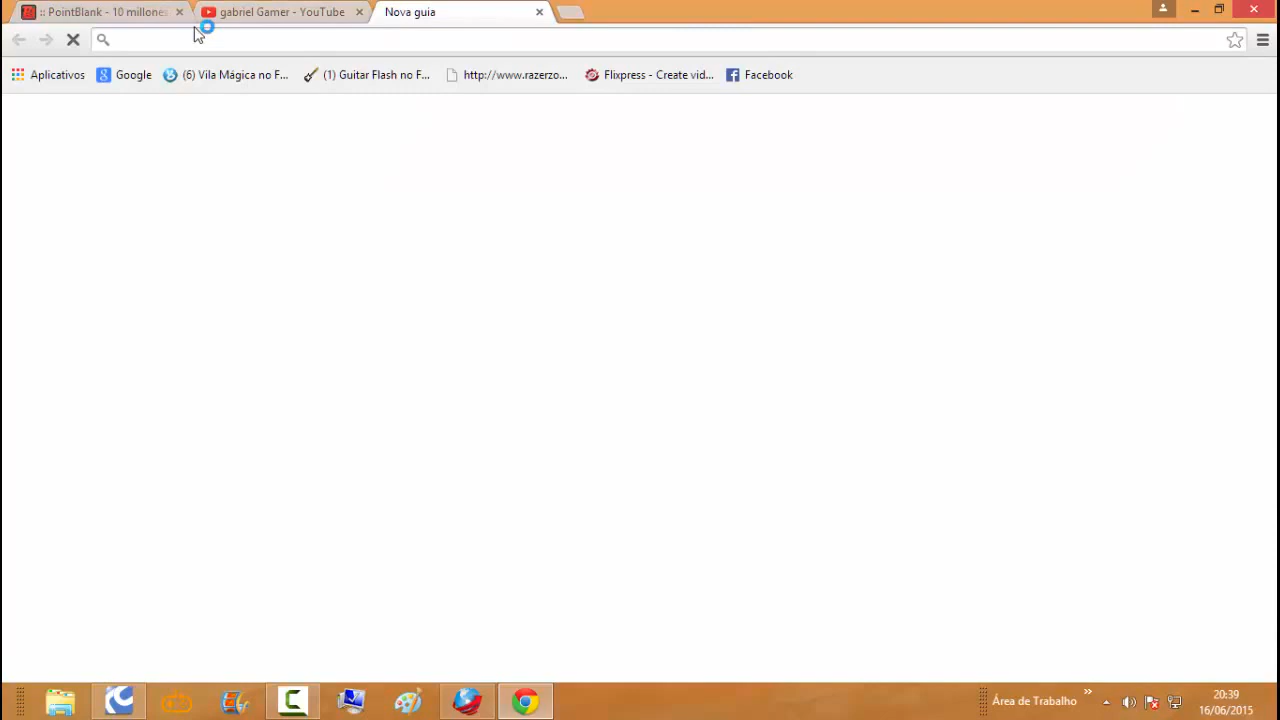 :: PointBlank - 10 millones
gabriel Gamer - YouTube
Nova guia
Aplicativos
Google
(6) Vila Mágica no F...
(1) Guitar Flash no F...
http://www.razerzo...
Flixpress - Create vid...
Facebook
Área de Trabalho
20:39
16/06/2015